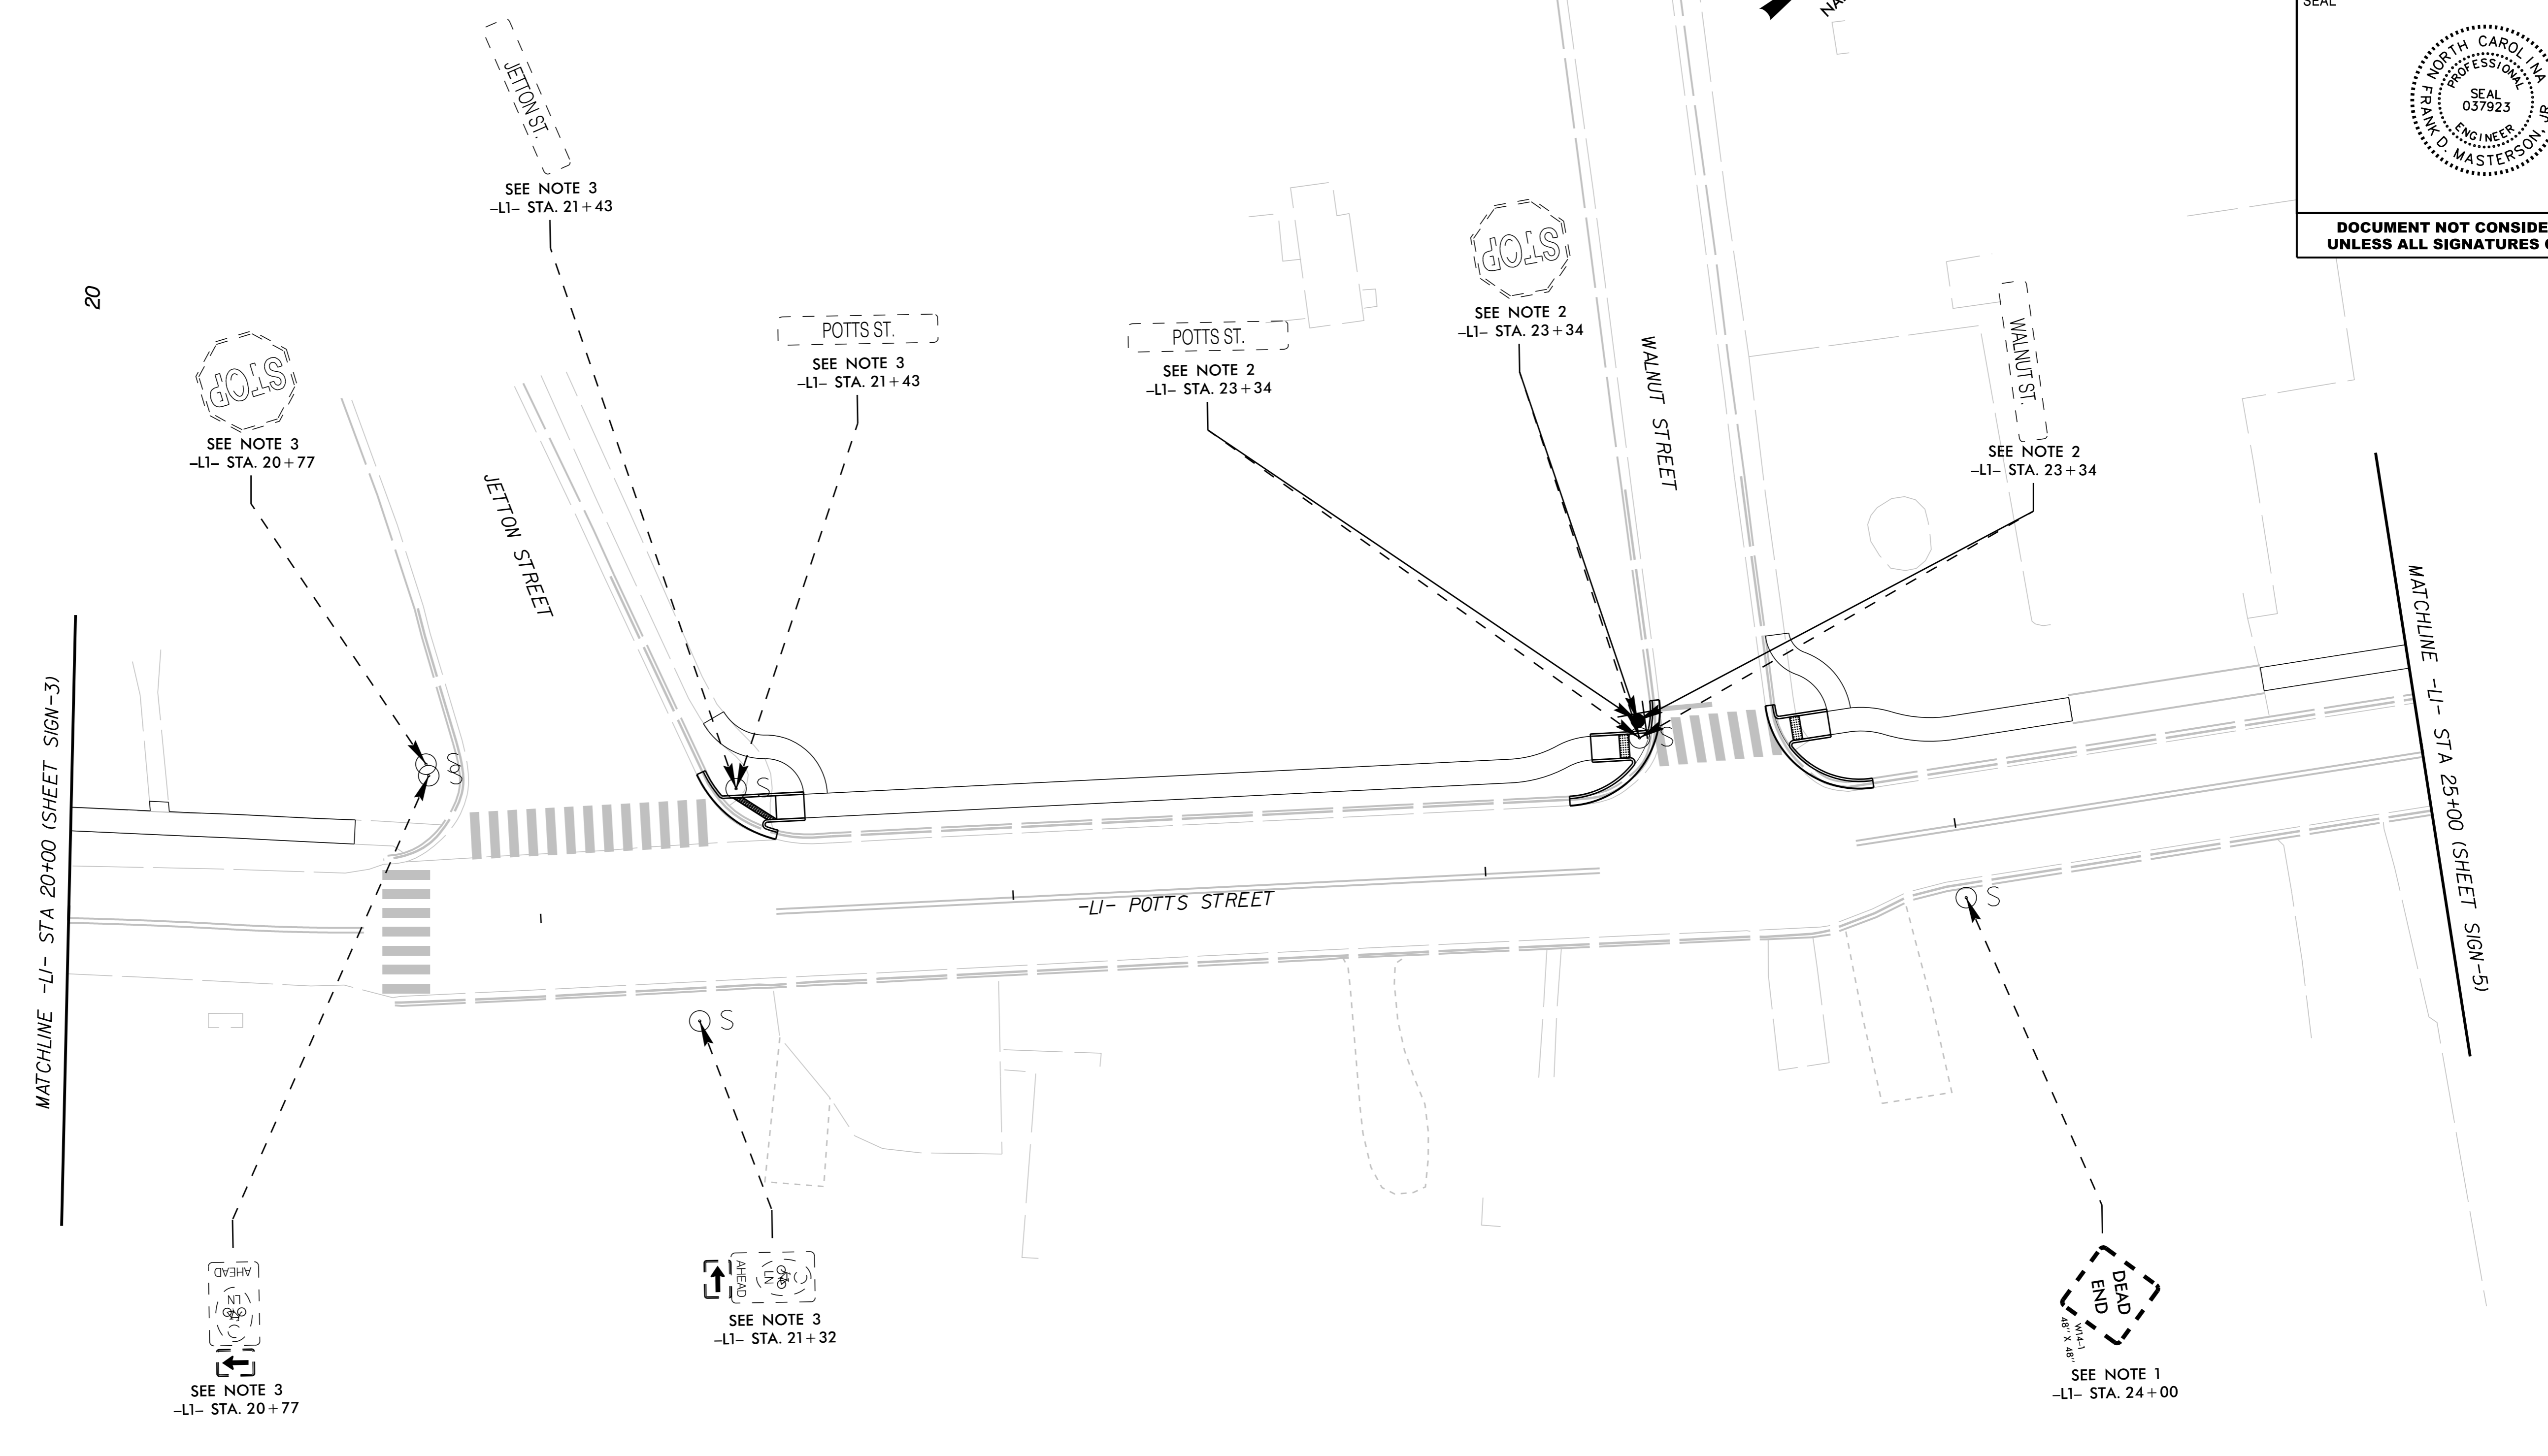 SEAL
NORTH CAROLINA
PROFESSIONAL
SEAL
037923
ENGINEER
FRANK D. MASTERSON, JR.
DOCUMENT NOT CONSIDE
UNLESS ALL SIGNATURES
JETTON ST.
SEE NOTE 3
-L1- STA. 21+43
20
STOP
SEE NOTE 3
-L1- STA. 20+77
POTTS ST.
SEE NOTE 3
-L1- STA. 21+43
POTTS ST.
SEE NOTE 2
-L1- STA. 23+34
STOP
SEE NOTE 2
-L1- STA. 23+34
WALNUT STREET
WALNUT ST.
SEE NOTE 2
-L1- STA. 23+34
JETTON STREET
MATCHLINE -L1- STA 20+00 (SHEET SIGN-3)
MATCHLINE -L1- STA 25+00 (SHEET SIGN-5)
S
S
S
S
-L1- POTTS STREET
S
S
AHEAD
LN
SEE NOTE 3
-L1- STA. 20+77
AHEAD
LN
SEE NOTE 3
-L1- STA. 21+32
DEAD
END
W14-1
48" X 48"
SEE NOTE 1
-L1- STA. 24+00